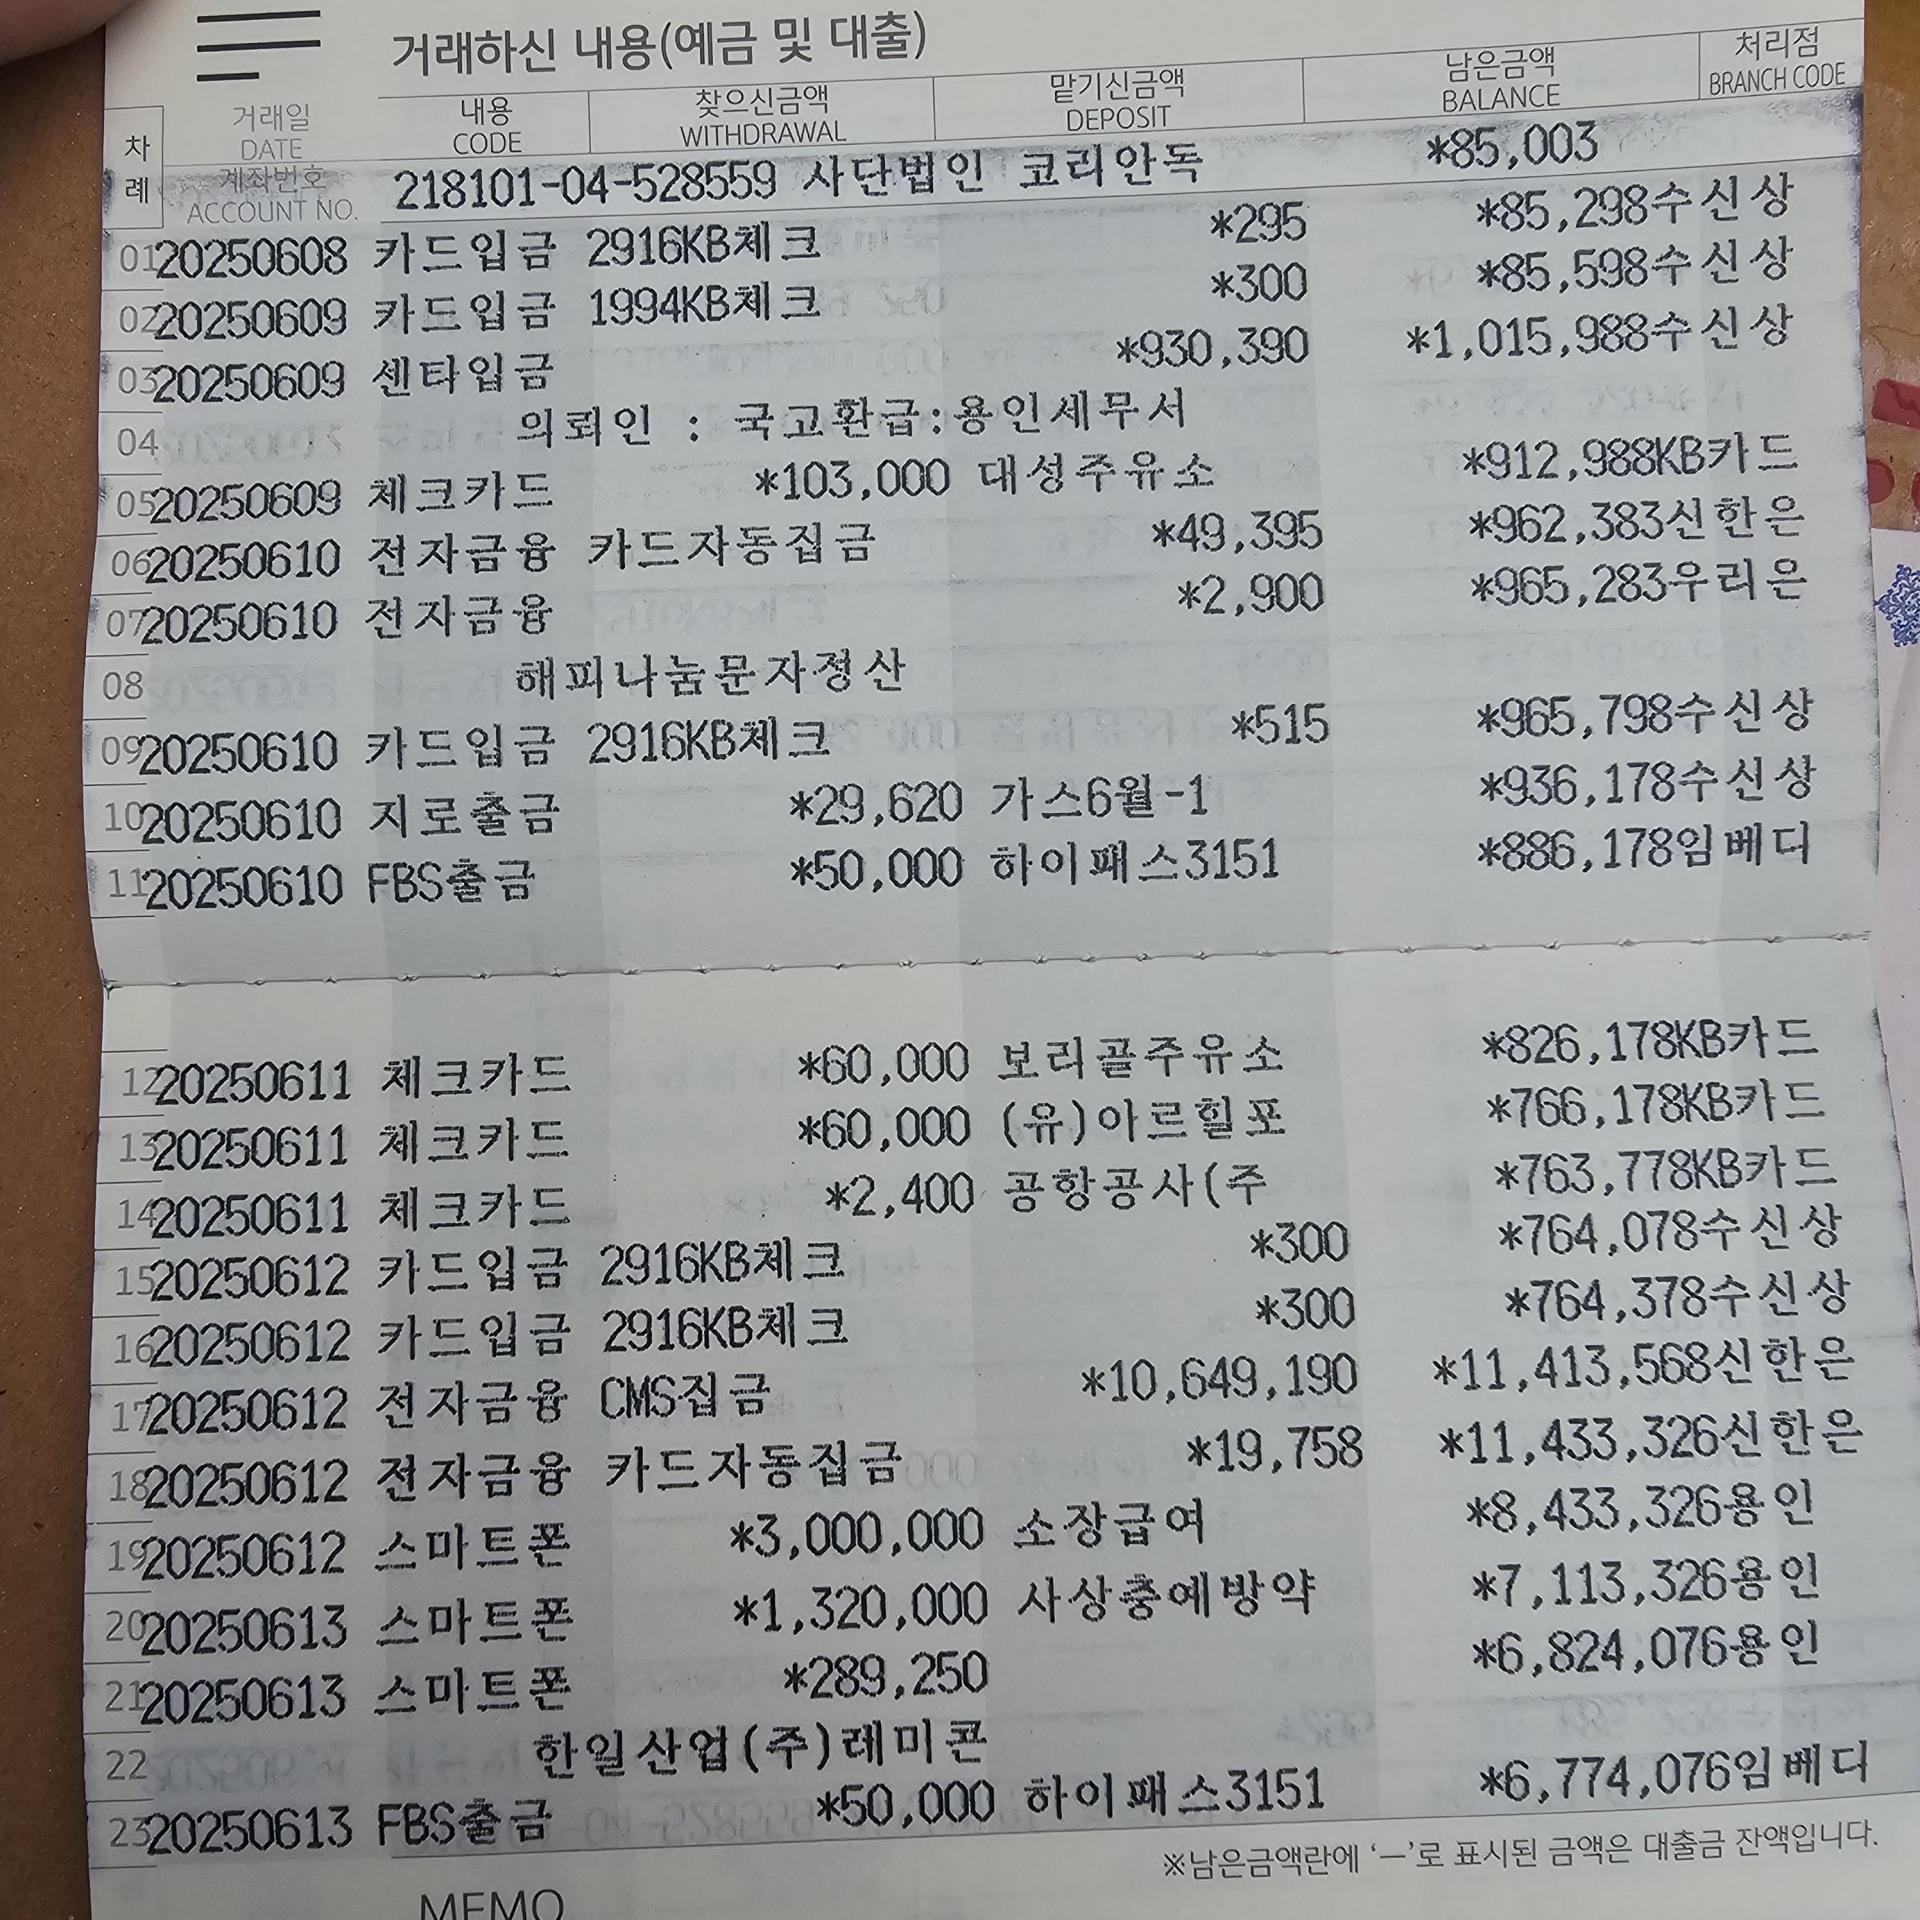 거래하신 내용(예금 및 대출)
차례 거래일 DATE 내용 CODE 찾으신금액 WITHDRAWAL 맡기신금액 DEPOSIT 남은금액 BALANCE 처리점 BRANCH CODE
계좌번호 ACCOUNT NO. 218101-04-528559 사단법인 코리안독 *85,003
01 20250608 카드입금 2916KB체크 *295 *85,298수신상
02 20250609 카드입금 1994KB체크 *300 *85,598수신상
03 20250609 센타입금 *930,390 *1,015,988수신상
04 의뢰인 : 국고환급:용인세무서
05 20250609 체크카드 *103,000 대성주유소 *912,988KB카드
06 20250610 전자금융 카드자동집금 *49,395 *962,383신한은
07 20250610 전자금융 *2,900 *965,283우리은
08 해피나눔문자정산
09 20250610 카드입금 2916KB체크 *515 *965,798수신상
10 20250610 지로출금 *29,620 가스6월-1 *936,178수신상
11 20250610 FBS출금 *50,000 하이패스3151 *886,178임베디
12 20250611 체크카드 *60,000 보리골주유소 *826,178KB카드
13 20250611 체크카드 *60,000 (유)아르힐포 *766,178KB카드
14 20250611 체크카드 *2,400 공항공사(주 *763,778KB카드
15 20250612 카드입금 2916KB체크 *300 *764,078수신상
16 20250612 카드입금 2916KB체크 *300 *764,378수신상
17 20250612 전자금융 CMS집금 *10,649,190 *11,413,568신한은
18 20250612 전자금융 카드자동집금 *19,758 *11,433,326신한은
19 20250612 스마트폰 *3,000,000 소장급여 *8,433,326용인
20 20250613 스마트폰 *1,320,000 사상충예방약 *7,113,326용인
21 20250613 스마트폰 *289,250 *6,824,076용인
22 한일산업(주)레미콘
23 20250613 FBS출금 *50,000 하이패스3151 *6,774,076임베디
※남은금액란에 ‘ー’로 표시된 금액은 대출금 잔액입니다.
MEMO